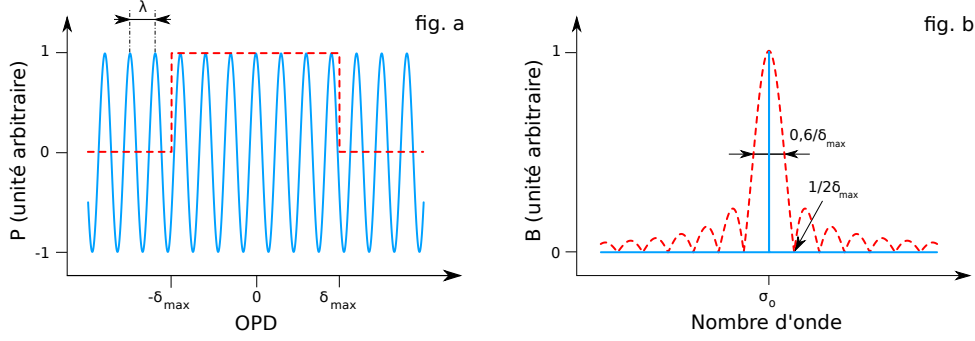 fig. a
λ
P (unité arbitraire)
1
0
-1
-δmax
0
δmax
OPD
fig. b
B (unité arbitraire)
1
0
0,6/δmax
1/2δmax
σo
Nombre d'onde